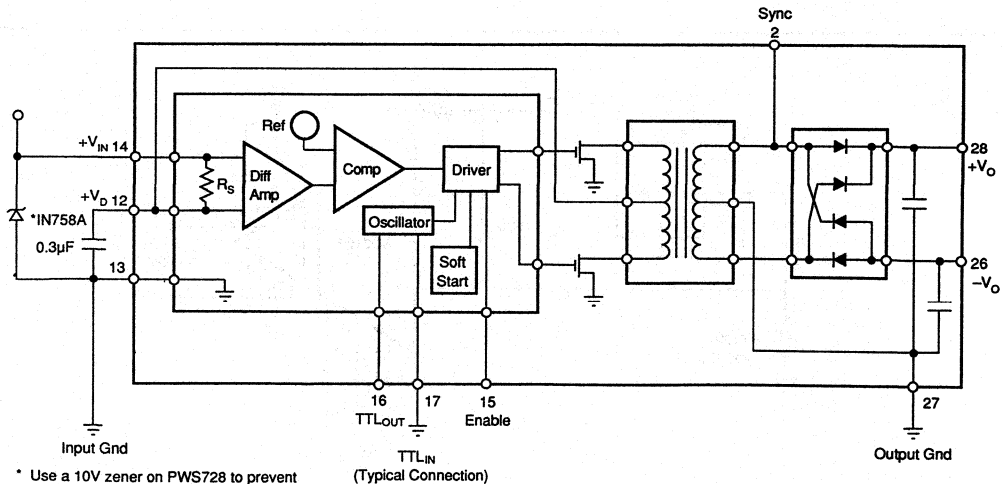 Sync
2
Ref
+VIN 14
RS
Diff
Amp
Comp
Driver
28
+VO
+VD 12
*IN758A
0.3µF
Oscillator
Soft
Start
13
26
–VO
16
17
15
27
TTLOUT
Enable
Input Gnd
TTLIN
(Typical Connection)
Output Gnd
* Use a 10V zener on PWS728 to prevent